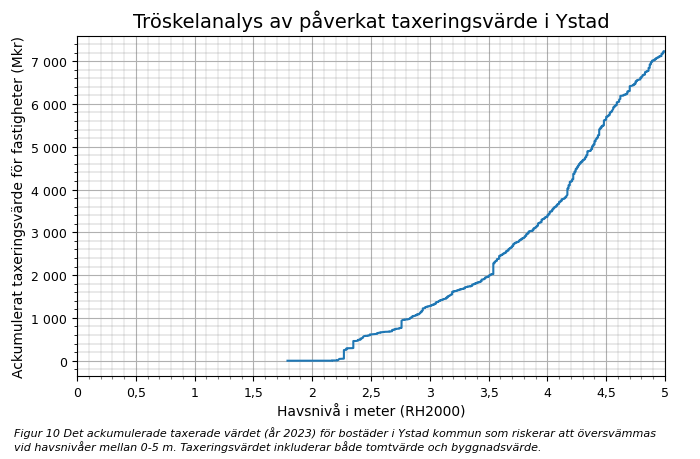 Tröskelanalys av påverkat taxeringsvärde i Ystad
Ackumulerat taxeringsvärde för fastigheter (Mkr)
7 000
6 000
5 000
4 000
3 000
2 000
1 000
0
0 0,5 1 1,5 2 2,5 3 3,5 4 4,5 5
Havsnivå i meter (RH2000)
Figur 10 Det ackumulerade taxerade värdet (år 2023) för bostäder i Ystad kommun som riskerar att översvämmas
vid havsnivåer mellan 0-5 m. Taxeringsvärdet inkluderar både tomtvärde och byggnadsvärde.